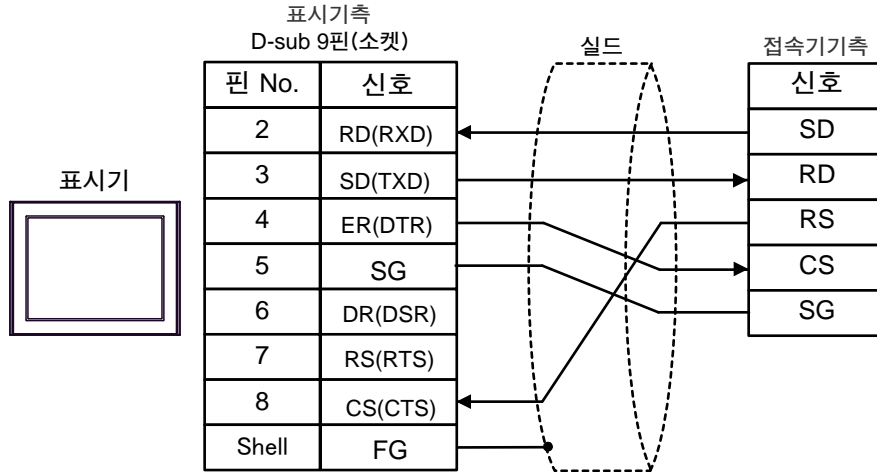 표시기측
D-sub 9핀(소켓)
실드
접속기기측
핀 No. 신호
신호
2 RD(RXD) SD
3 SD(TXD) RD
표시기
4 ER(DTR) RS
5 SG CS
6 DR(DSR) SG
7 RS(RTS)
8 CS(CTS)
Shell FG